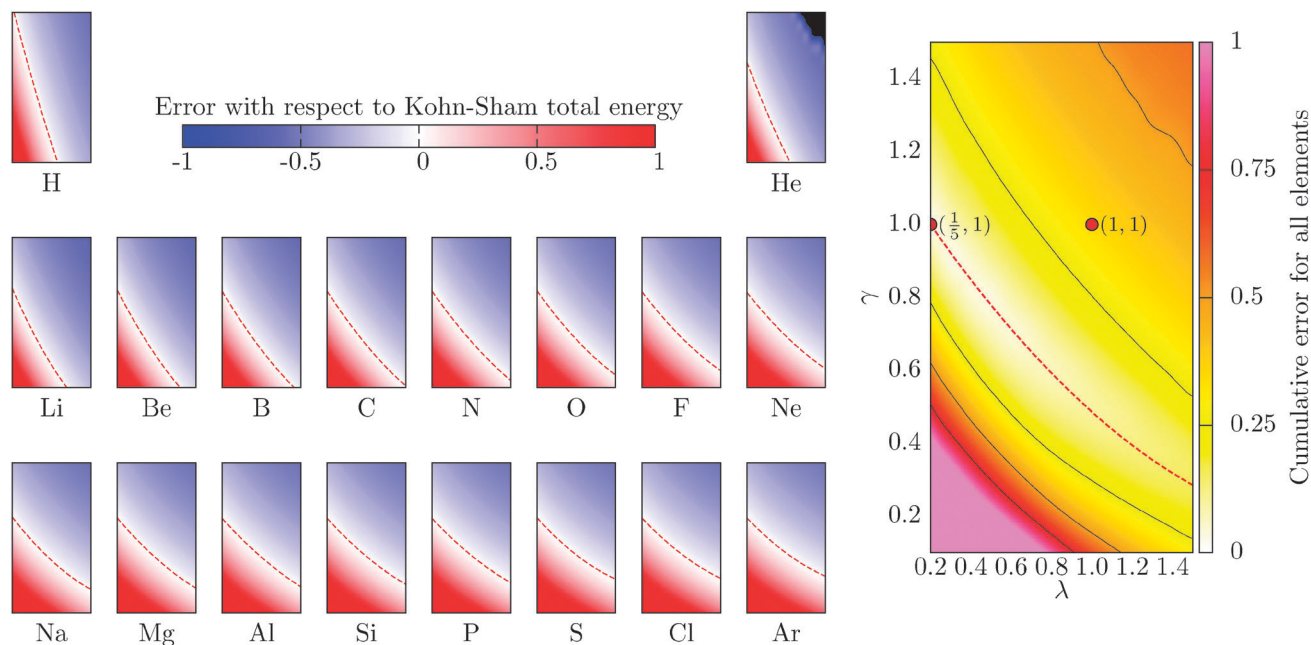 H
He
Error with respect to Kohn-Sham total energy
-1 -0.5 0 0.5 1
Li Be B C N O F Ne
Na Mg Al Si P S Cl Ar
γ
1.4
1.2
1.0
0.8
0.6
0.4
0.2
(1/5, 1)
(1, 1)
0.2 0.4 0.6 0.8 1.0 1.2 1.4
λ
1
0.75
0.5
0.25
0
Cumulative error for all elements